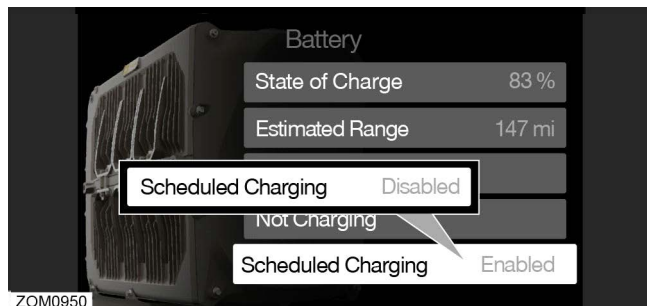 Battery
State of Charge 83 %
Estimated Range 147 mi
Scheduled Charging Disabled
Not Charging
Scheduled Charging Enabled
ZOM0950